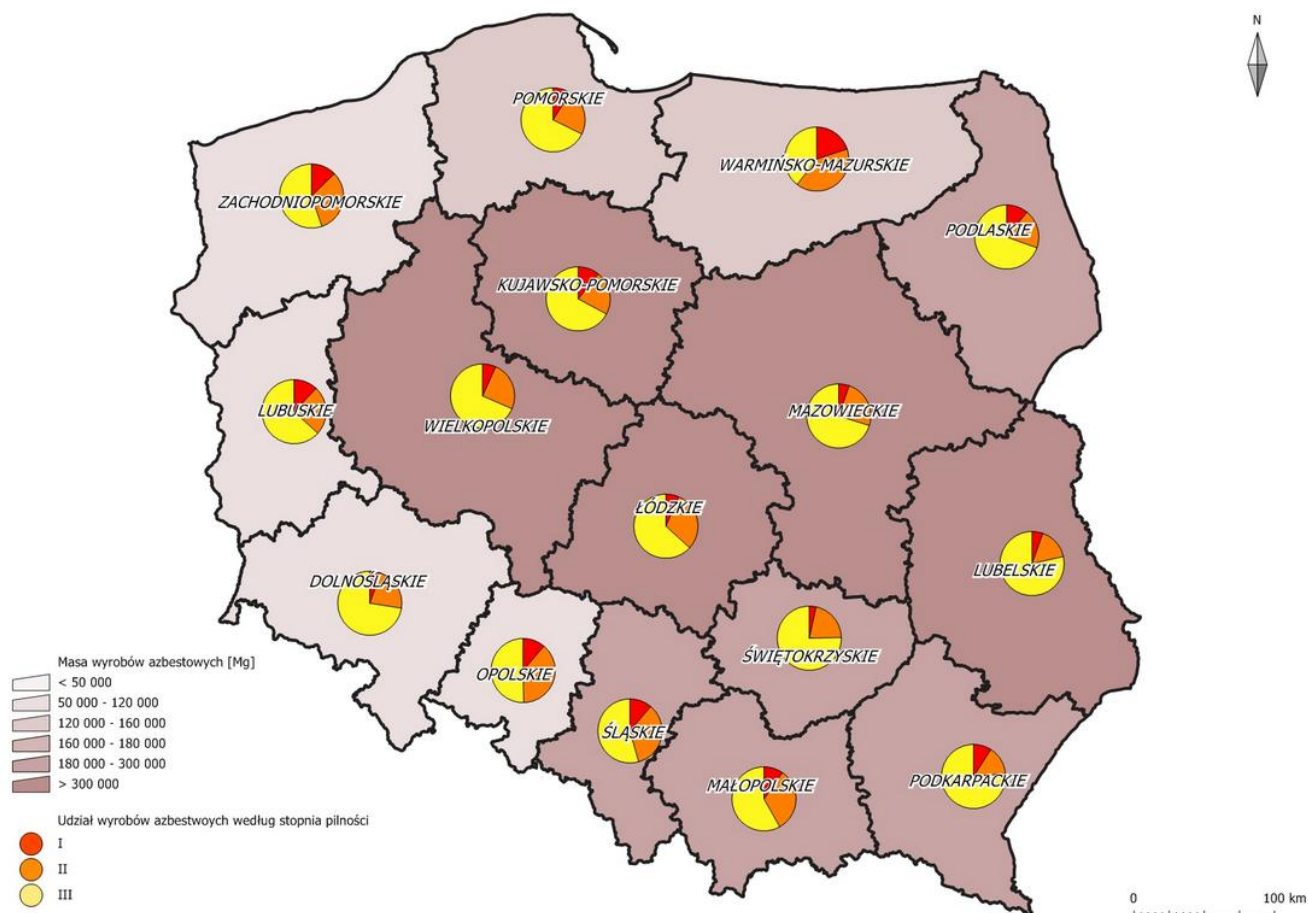 N
POMORSKIE
WARMIŃSKO-MAZURSKIE
ZACHODNIOPOMORSKIE
PODLASKIE
KUJAWSKO-POMORSKIE
LUBUSKIE
WIELKOPOLSKIE
MAZOWIECKIE
ŁÓDZKIE
LUBELSKIE
DOLNOŚLĄSKIE
ŚWIĘTOKRZYSKIE
OPOLSKIE
ŚLĄSKIE
MAŁOPOLSKIE
PODKARPACKIE
Masa wyrobów azbestowych [Mg]
< 50 000
50 000 - 120 000
120 000 - 160 000
160 000 - 180 000
180 000 - 300 000
> 300 000
Udział wyrobów azbestwoych według stopnia pilności
I
II
III
0 100 km